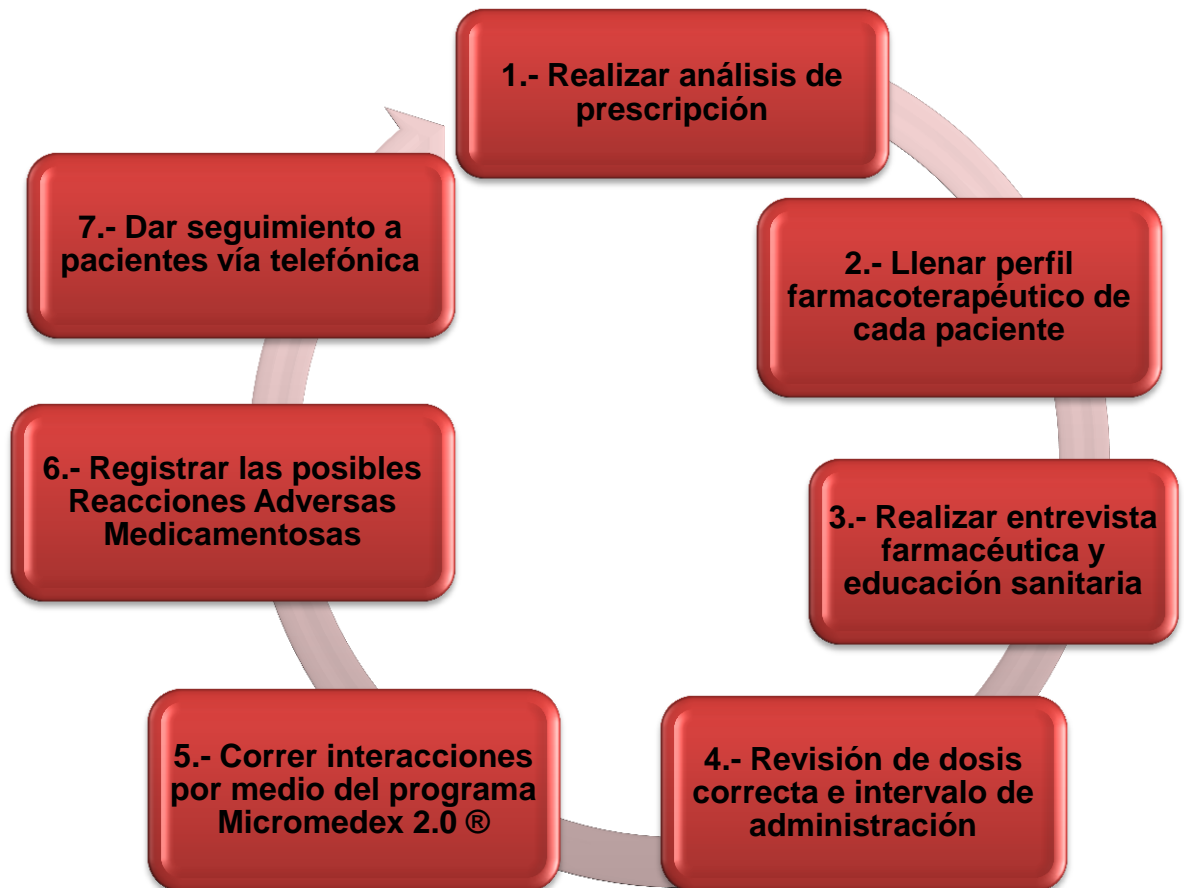 1.- Realizar análisis de
prescripción
2.- Llenar perfil
farmacoterapéutico de
cada paciente
3.- Realizar entrevista
farmacéutica y
educación sanitaria
4.- Revisión de dosis
correcta e intervalo de
administración
5.- Correr interacciones
por medio del programa
Micromedex 2.0 ®
6.- Registrar las posibles
Reacciones Adversas
Medicamentosas
7.- Dar seguimiento a
pacientes vía telefónica